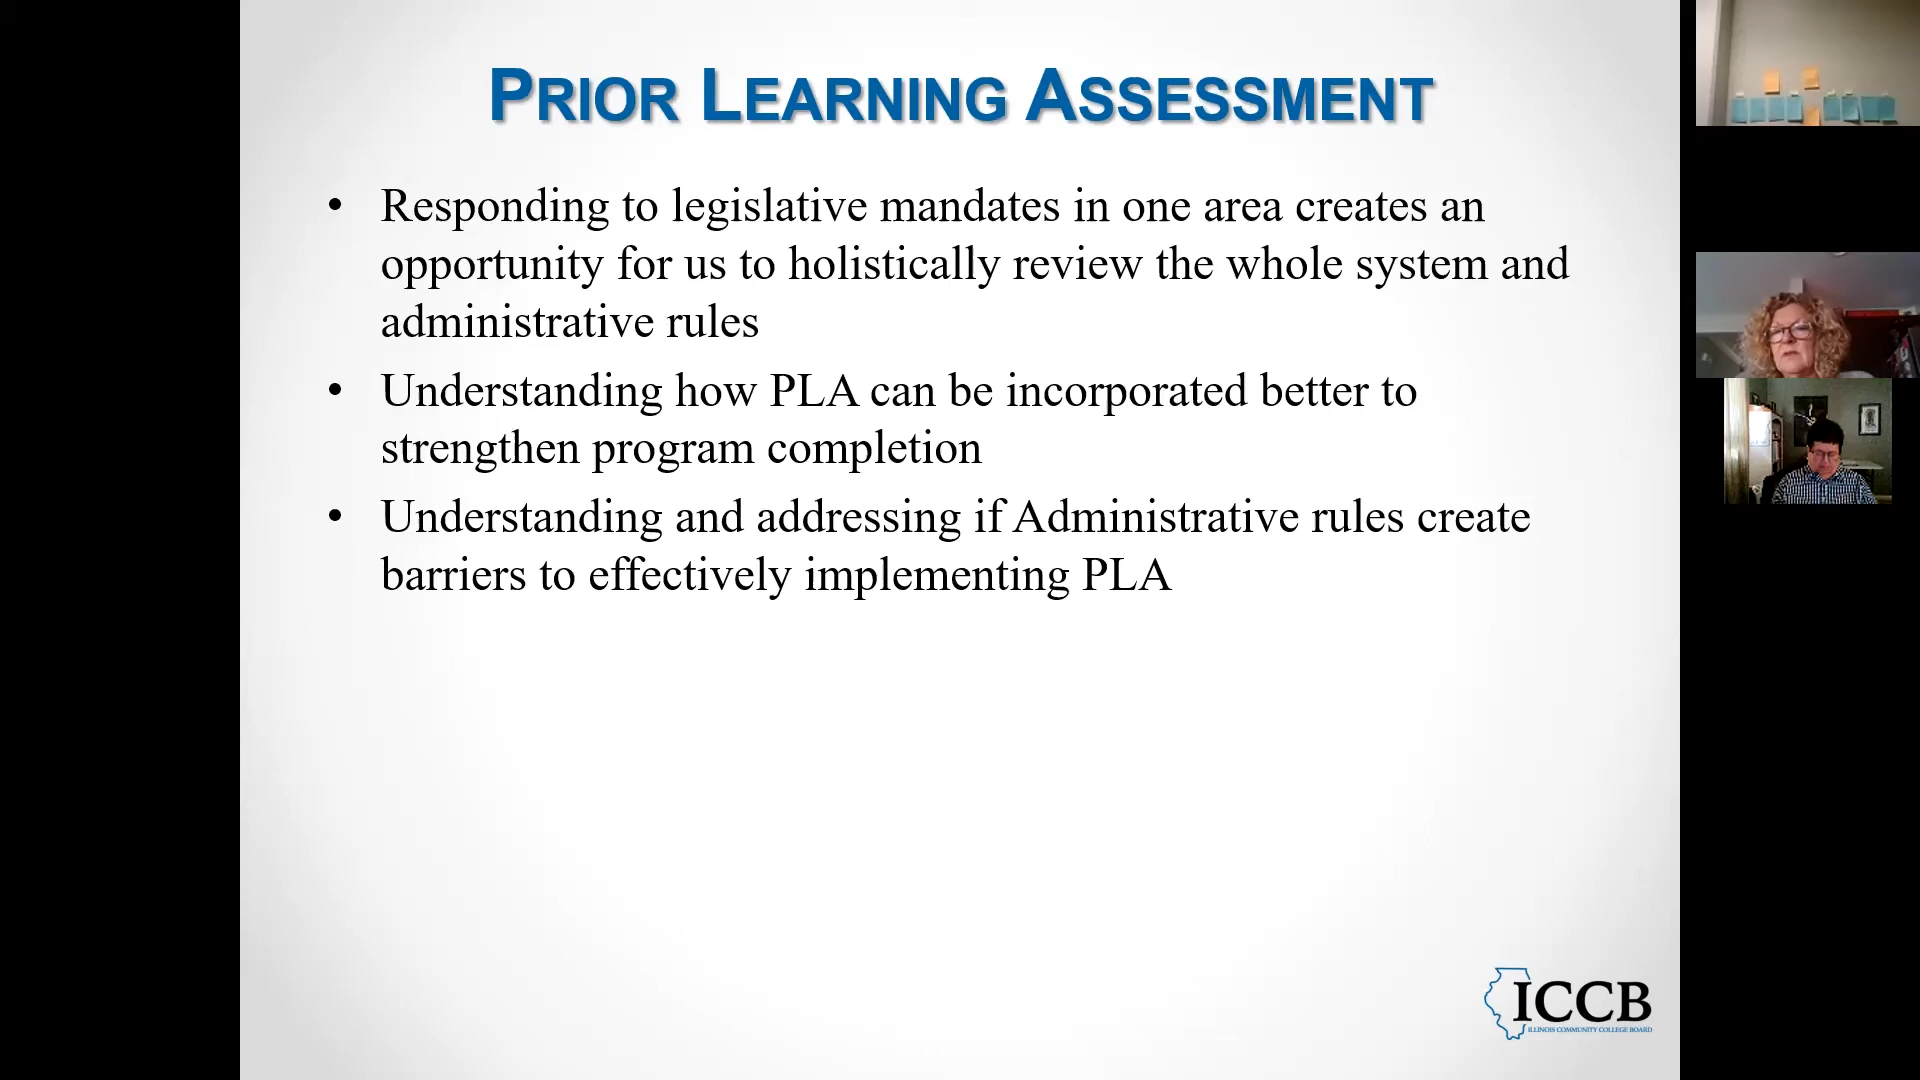 PRIOR LEARNING ASSESSMENT
• Responding to legislative mandates in one area creates an
opportunity for us to holistically review the whole system and
administrative rules
• Understanding how PLA can be incorporated better to
strengthen program completion
• Understanding and addressing if Administrative rules create
barriers to effectively implementing PLA
ICCB
ILLINOIS COMMUNITY COLLEGE BOARD